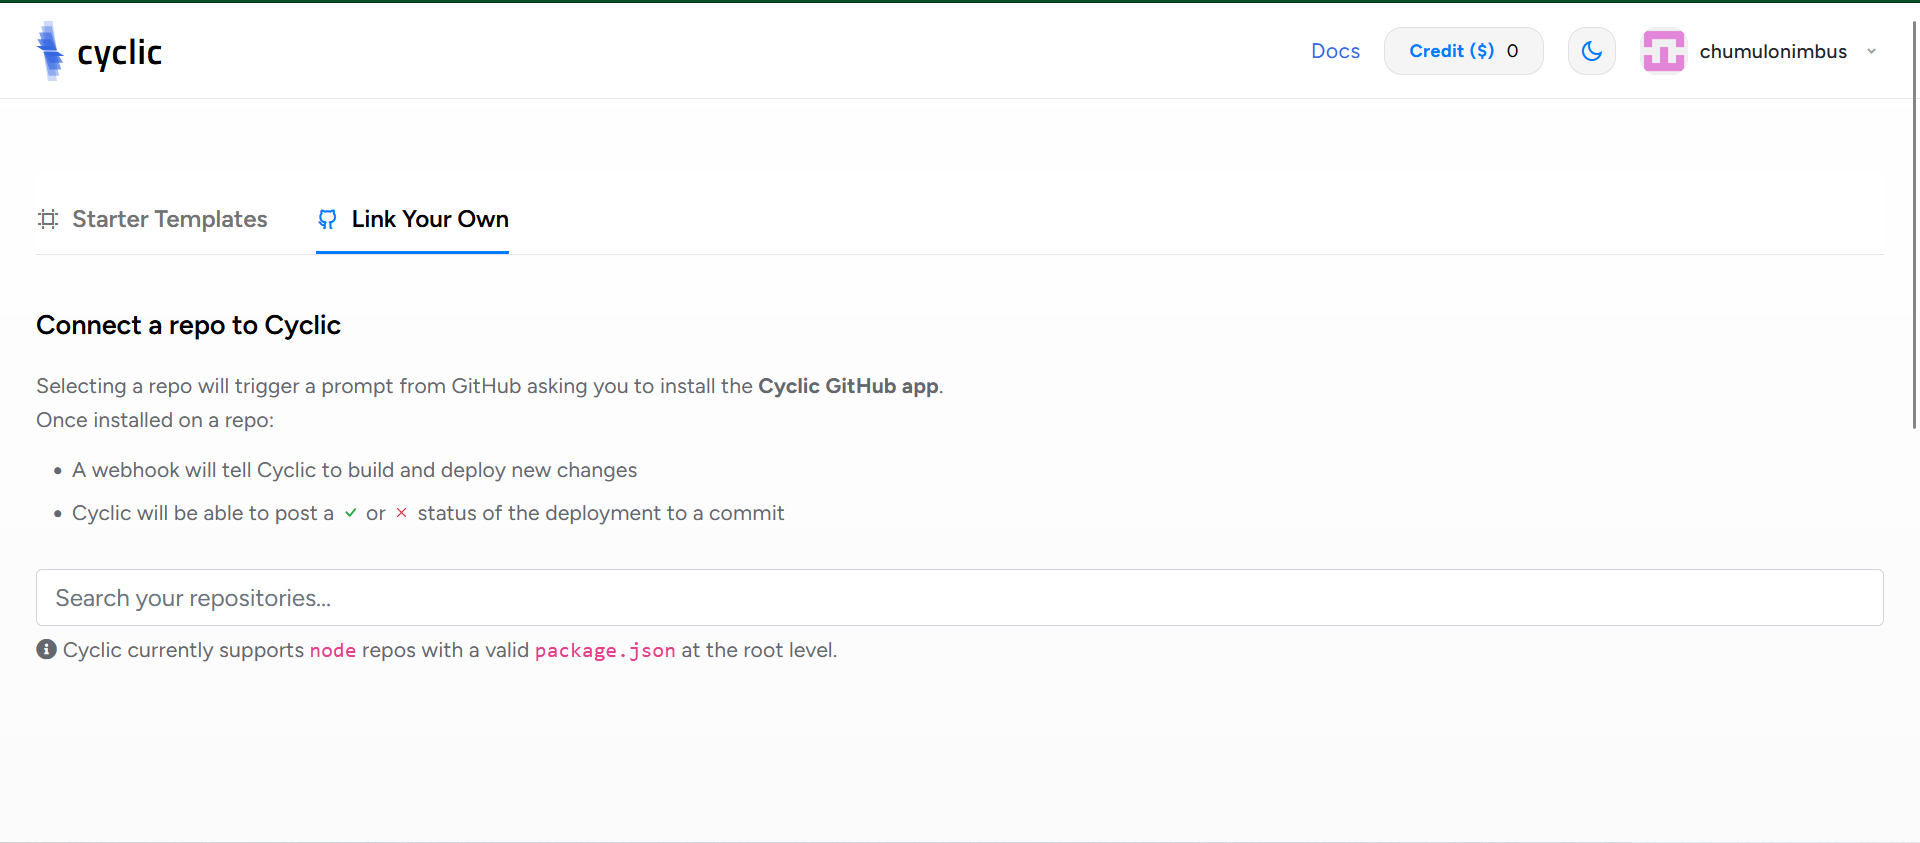 cyclic
Docs
Credit ($) 0
chumulonimbus
Starter Templates
Link Your Own
Connect a repo to Cyclic
Selecting a repo will trigger a prompt from GitHub asking you to install the Cyclic GitHub app.
Once installed on a repo:
• A webhook will tell Cyclic to build and deploy new changes
• Cyclic will be able to post a ✓ or × status of the deployment to a commit
Search your repositories...
Cyclic currently supports node repos with a valid package.json at the root level.